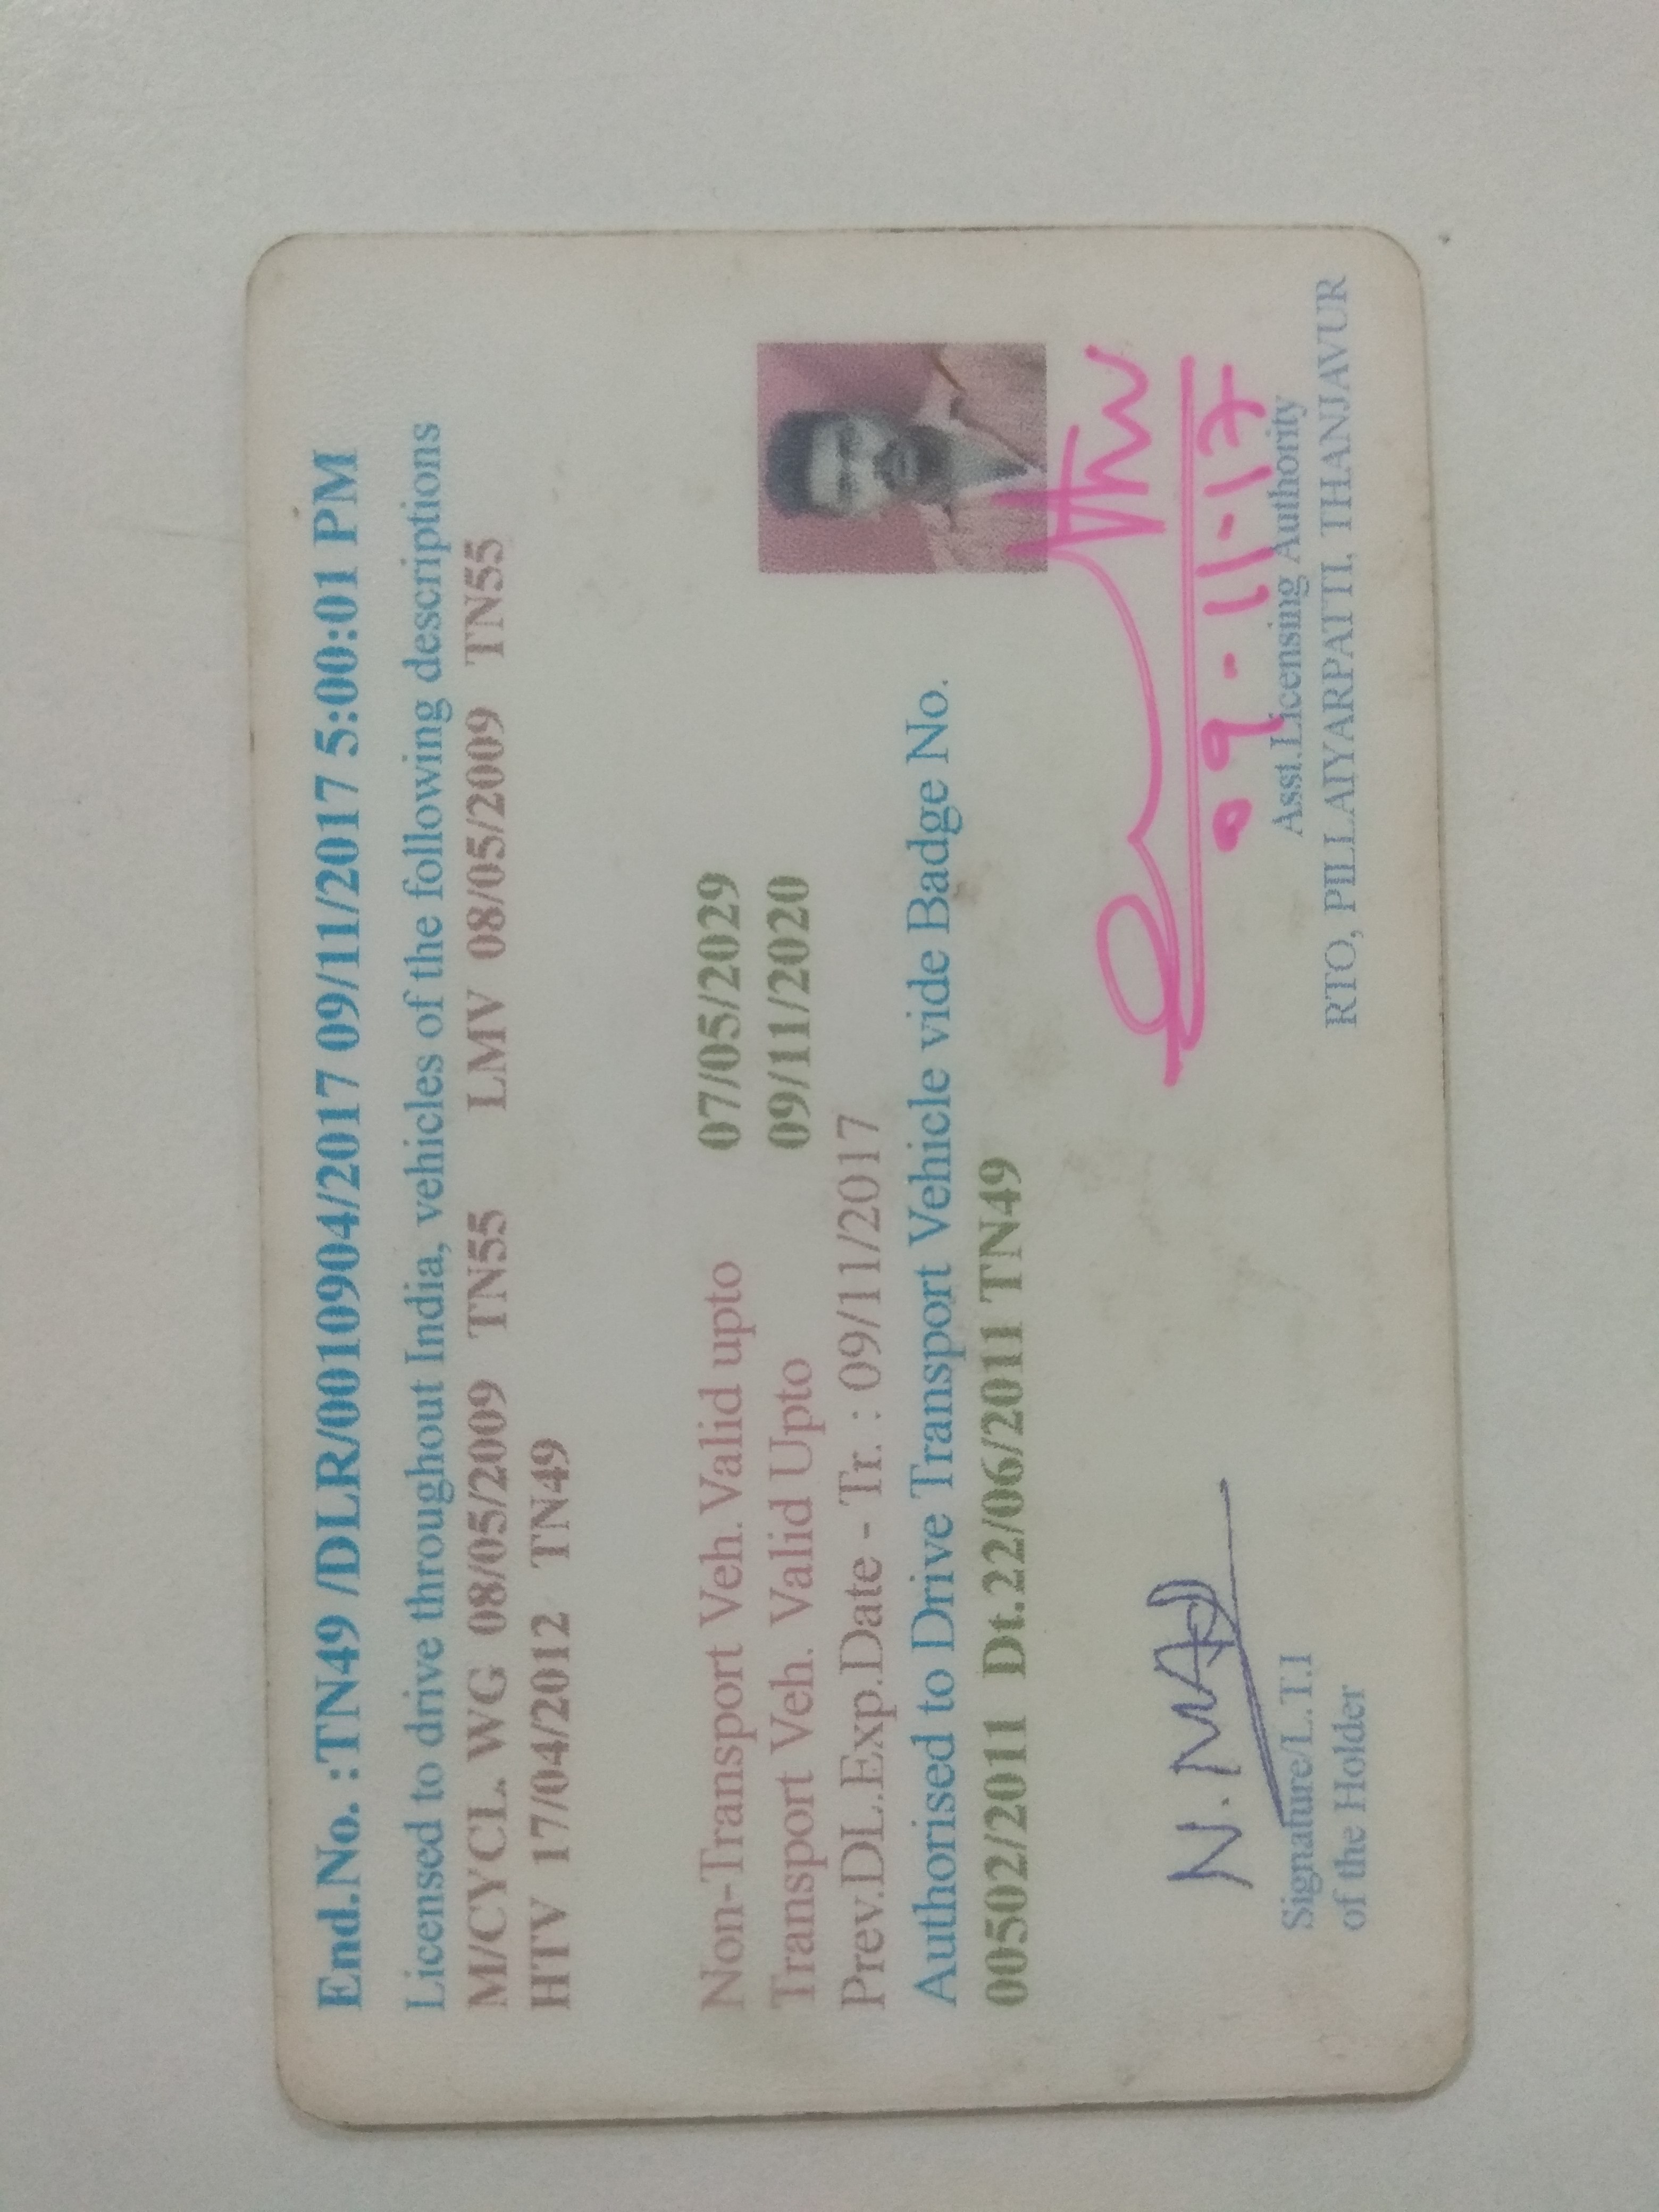 End.No. :TN49 /DLR/0010904/2017 09/11/2017 5:00:01 PM
Licensed to drive throughout India, vehicles of the following descriptions
M/CYCL. WG 08/05/2009 TN55 LMV 08/05/2009 TN55
HTV 17/04/2012 TN49
Non-Transport Veh. Valid upto 07/05/2029
Transport Veh. Valid Upto 09/11/2020
Prev.DL.Exp.Date - Tr. : 09/11/2017
Authorised to Drive Transport Vehicle vide Badge No.
00502/2011 Dt.22/06/2011 TN49
09-11-17
Signature/L.T.I
of the Holder
Asst.Licensing Authority
RTO, PILLAIYARPATTI. THANJAVUR